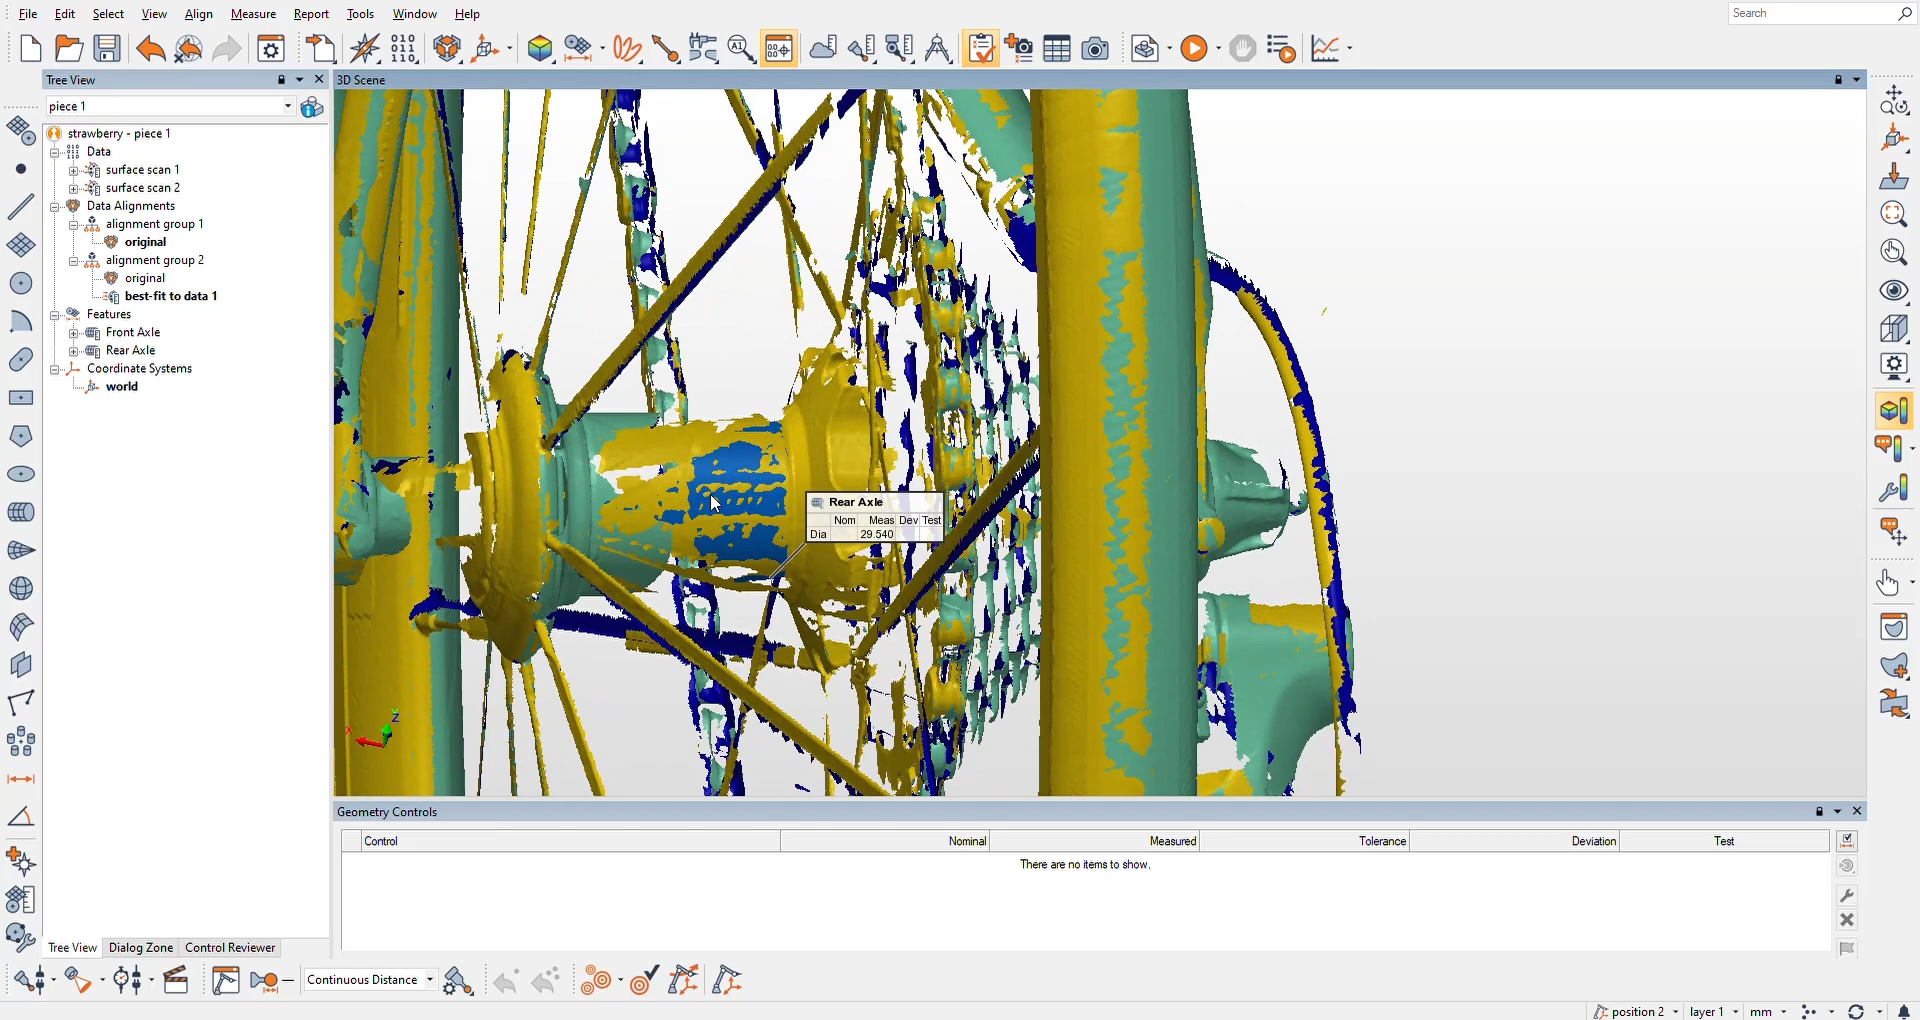 File Edit Select View Align Measure Report Tools Window Help
Search
Tree View
3D Scene
piece 1
strawberry - piece 1
Data
surface scan 1
surface scan 2
Data Alignments
alignment group 1
original
alignment group 2
original
best-fit to data 1
Features
Front Axle
Rear Axle
Coordinate Systems
world
Rear Axle
Nom Meas Dev Test
Dia 29.540
X
Z
Geometry Controls
Control Nominal Measured Tolerance Deviation Test
There are no items to show.
Tree View Dialog Zone Control Reviewer
Continuous Distance
position 2 layer 1 mm